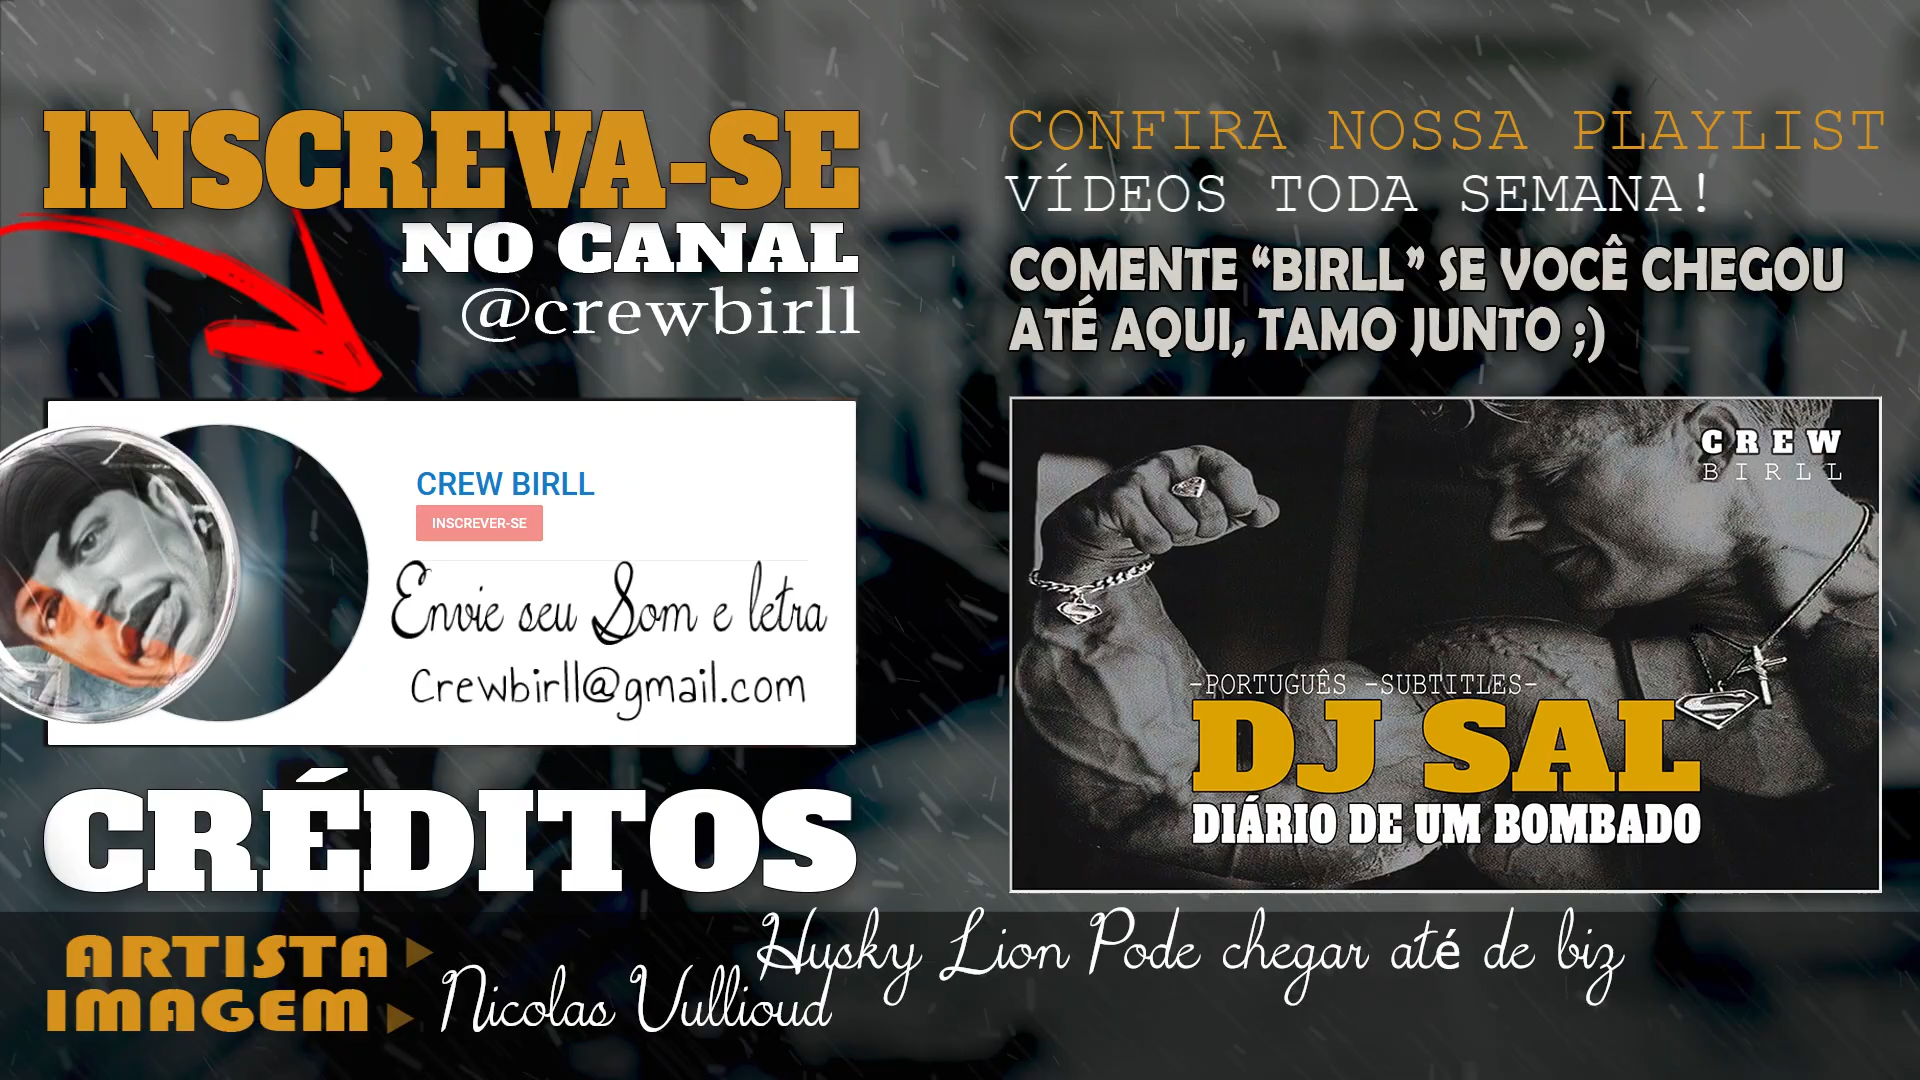 INSCREVA-SE
NO CANAL
@crewbirll
CREW BIRLL
INSCREVER-SE
Envie seu Som e letra
Crewbirll@gmail.com
CRÉDITOS
ARTISTA
Husky Lion Pode chegar até de biz
IMAGEM
Nicolas Vullioud
CONFIRA NOSSA PLAYLIST
VÍDEOS TODA SEMANA!
COMENTE “BIRLL” SE VOCÊ CHEGOU
ATÉ AQUI, TAMO JUNTO ;)
CREW
BIRLL
-PORTUGUÊS -SUBTITLES-
DJ SAL
DIÁRIO DE UM BOMBADO